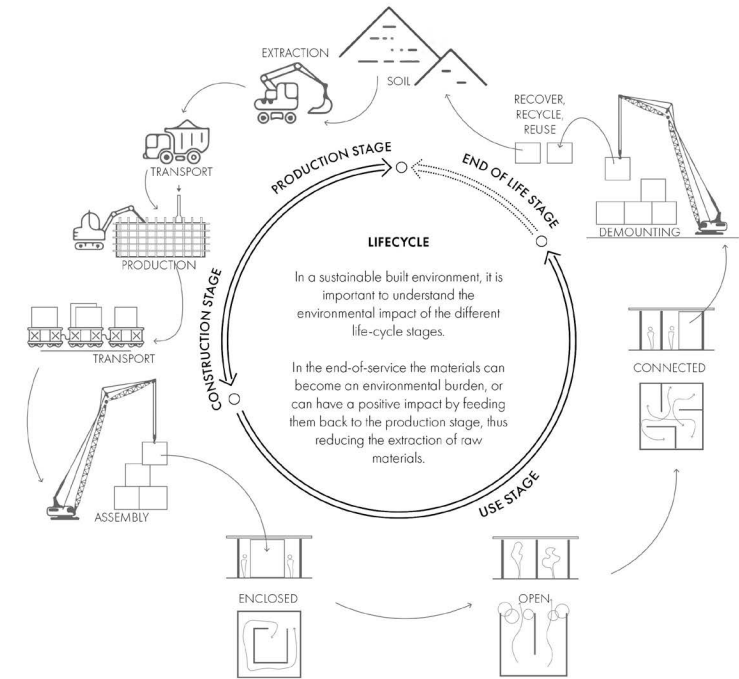 EXTRACTION
SOIL
RECOVER,
RECYCLE,
REUSE
TRANSPORT
PRODUCTION STAGE
END OF LIFE STAGE
DEMOUNTING
PRODUCTION
LIFECYCLE
In a sustainable built environment, it is
important to understand the
environmental impact of the different
life-cycle stages.
In the end-of-service the materials can
become an environmental burden, or
can have a positive impact by feeding
them back to the production stage, thus
reducing the extraction of raw
materials.
CONSTRUCTION STAGE
TRANSPORT
CONNECTED
USE STAGE
ASSEMBLY
ENCLOSED
OPEN